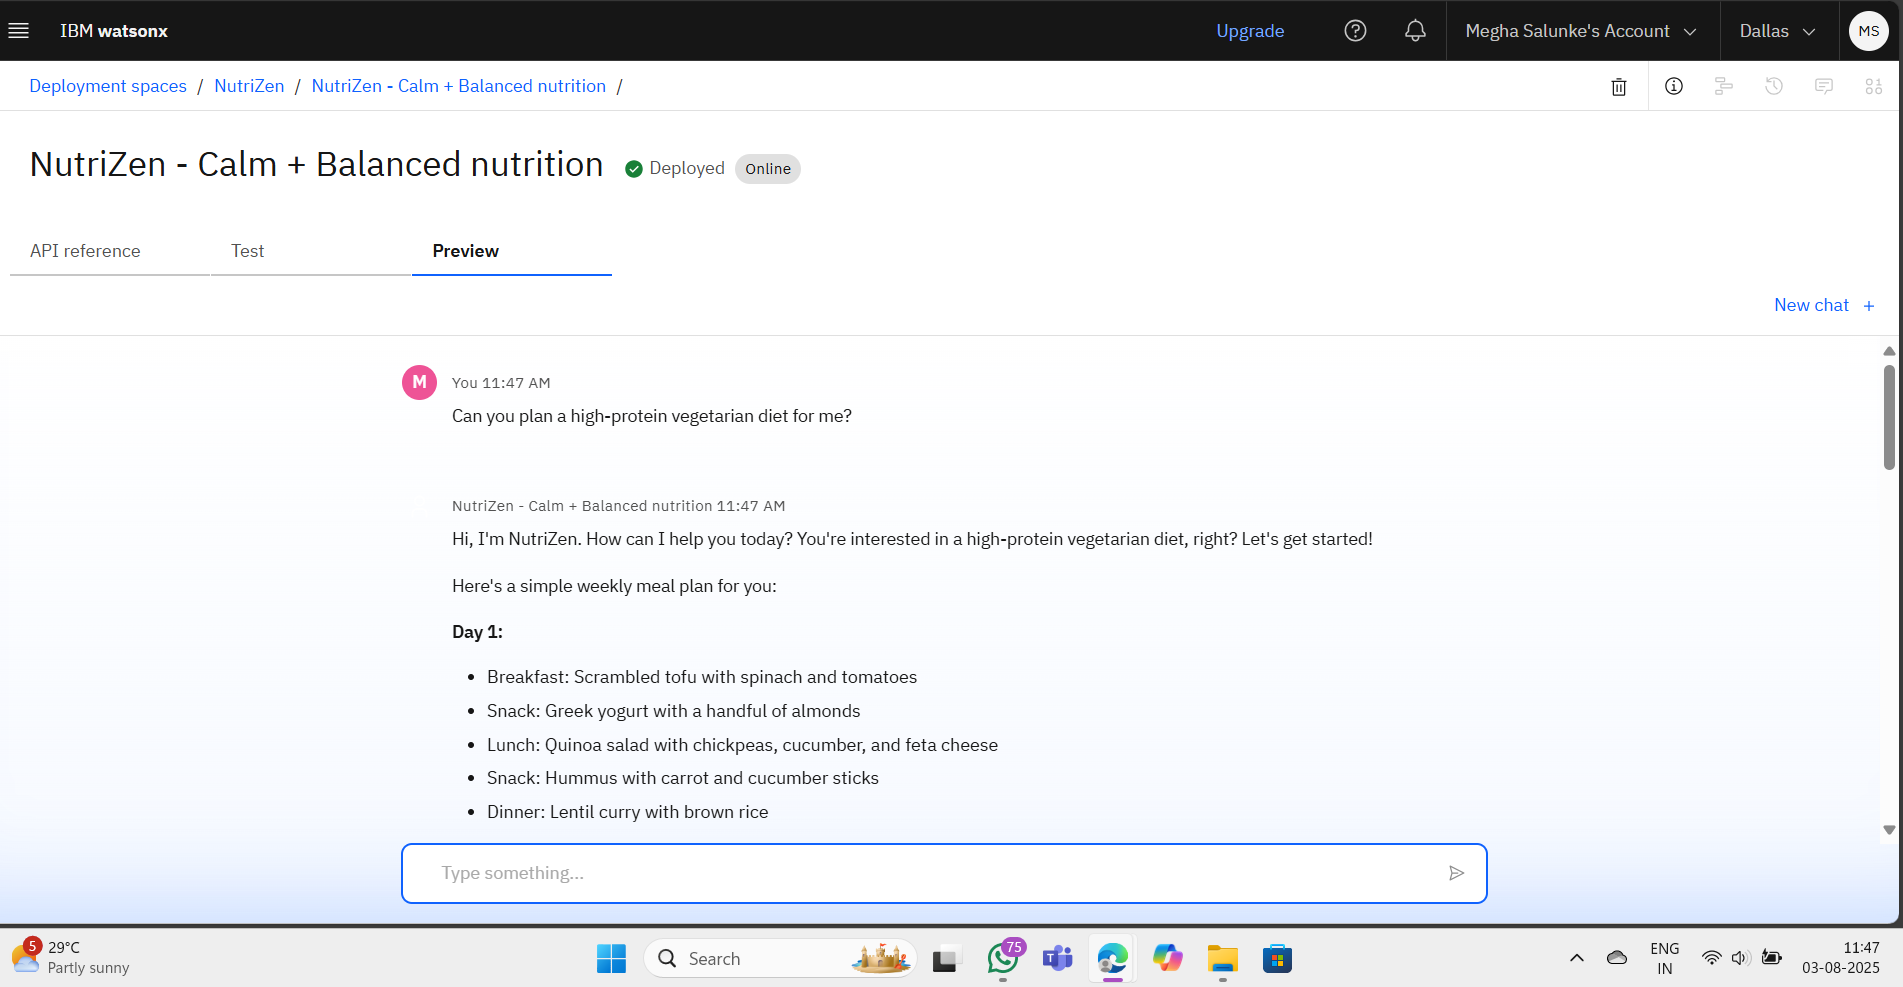 IBM watsonx
Upgrade
Megha Salunke's Account
Dallas
MS
Deployment spaces / NutriZen / NutriZen - Calm + Balanced nutrition /
NutriZen - Calm + Balanced nutrition
Deployed
Online
API reference
Test
Preview
New chat +
M
You 11:47 AM
Can you plan a high-protein vegetarian diet for me?
NutriZen - Calm + Balanced nutrition 11:47 AM
Hi, I'm NutriZen. How can I help you today? You're interested in a high-protein vegetarian diet, right? Let's get started!
Here's a simple weekly meal plan for you:
Day 1:
• Breakfast: Scrambled tofu with spinach and tomatoes
• Snack: Greek yogurt with a handful of almonds
• Lunch: Quinoa salad with chickpeas, cucumber, and feta cheese
• Snack: Hummus with carrot and cucumber sticks
• Dinner: Lentil curry with brown rice
Type something...
5
29°C
Partly sunny
Search
75
T
ENG
IN
11:47
03-08-2025